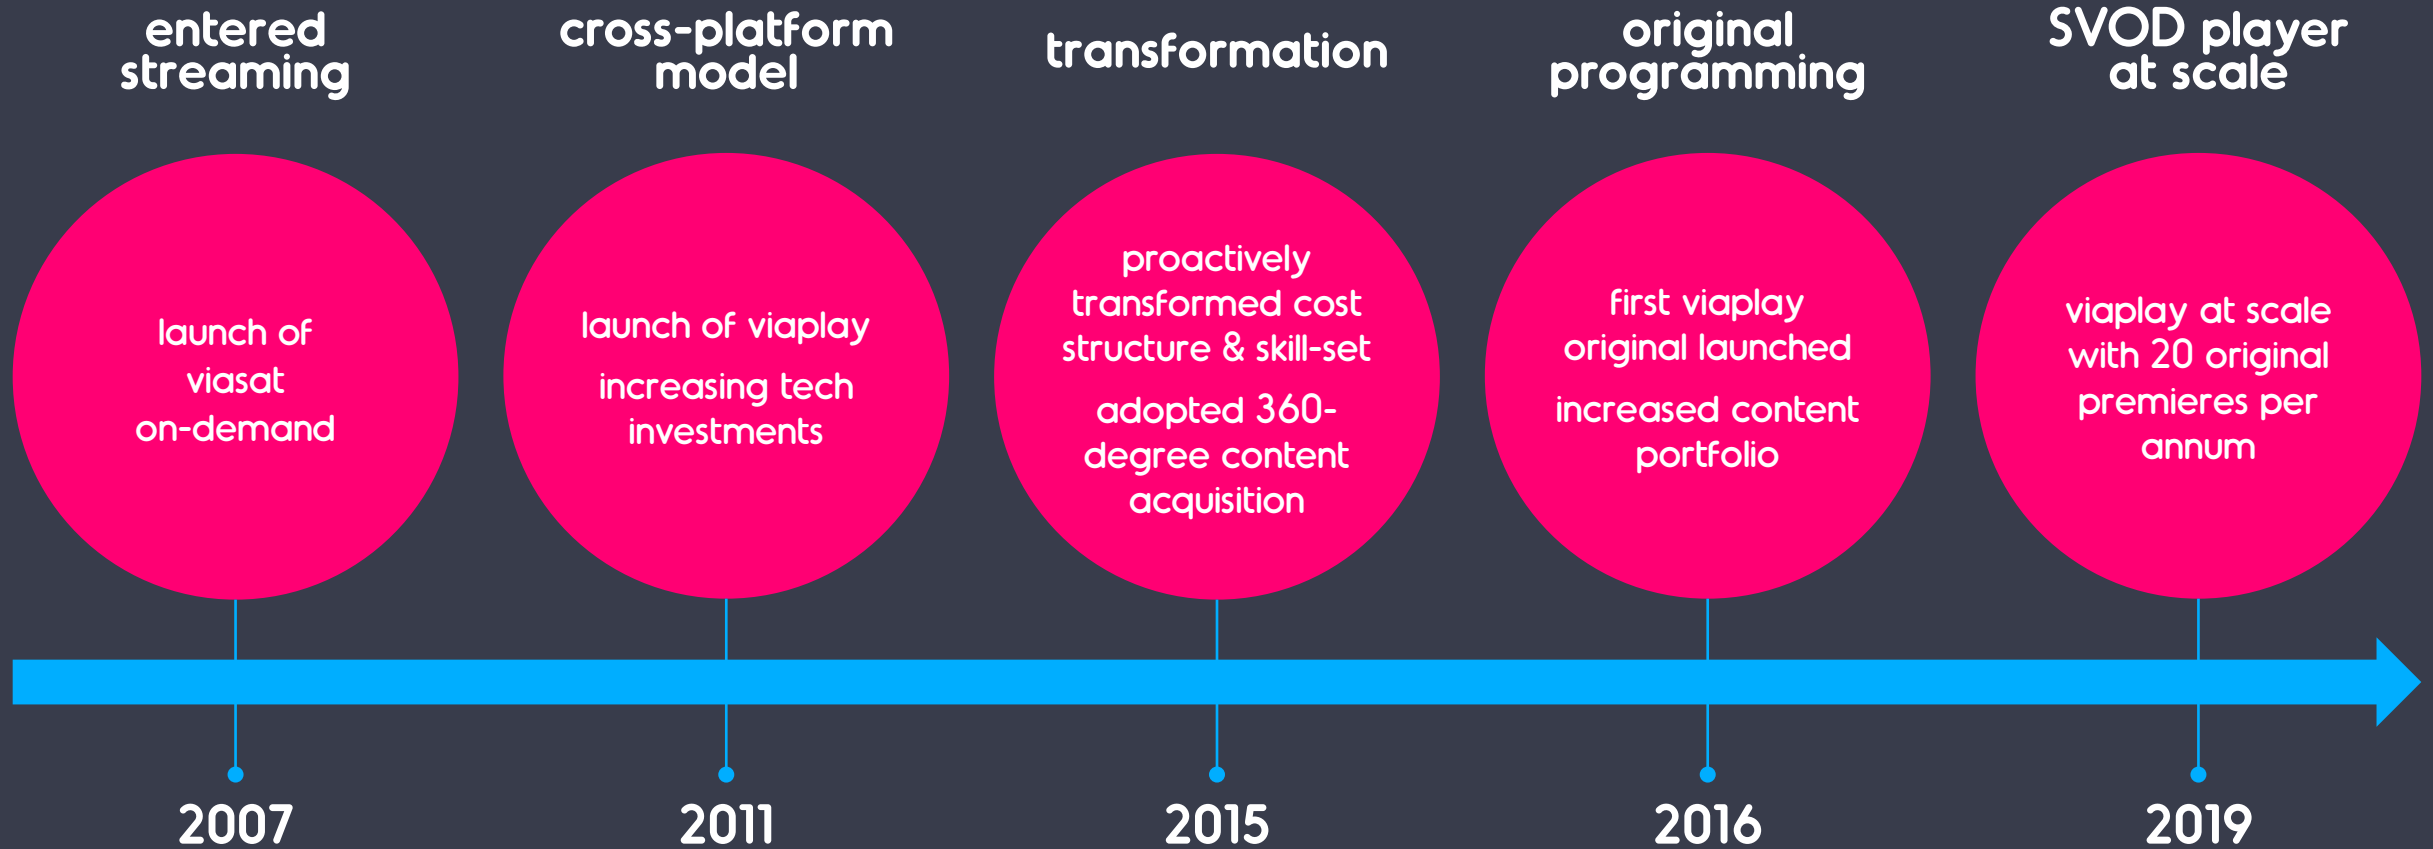 entered
streaming
cross-platform
model
transformation
original
programming
SVOD player
at scale
launch of
viasat
on-demand
launch of viaplay
increasing tech
investments
proactively
transformed cost
structure & skill-set
adopted 360-
degree content
acquisition
first viaplay
original launched
increased content
portfolio
viaplay at scale
with 20 original
premieres per
annum
2007
2011
2015
2016
2019